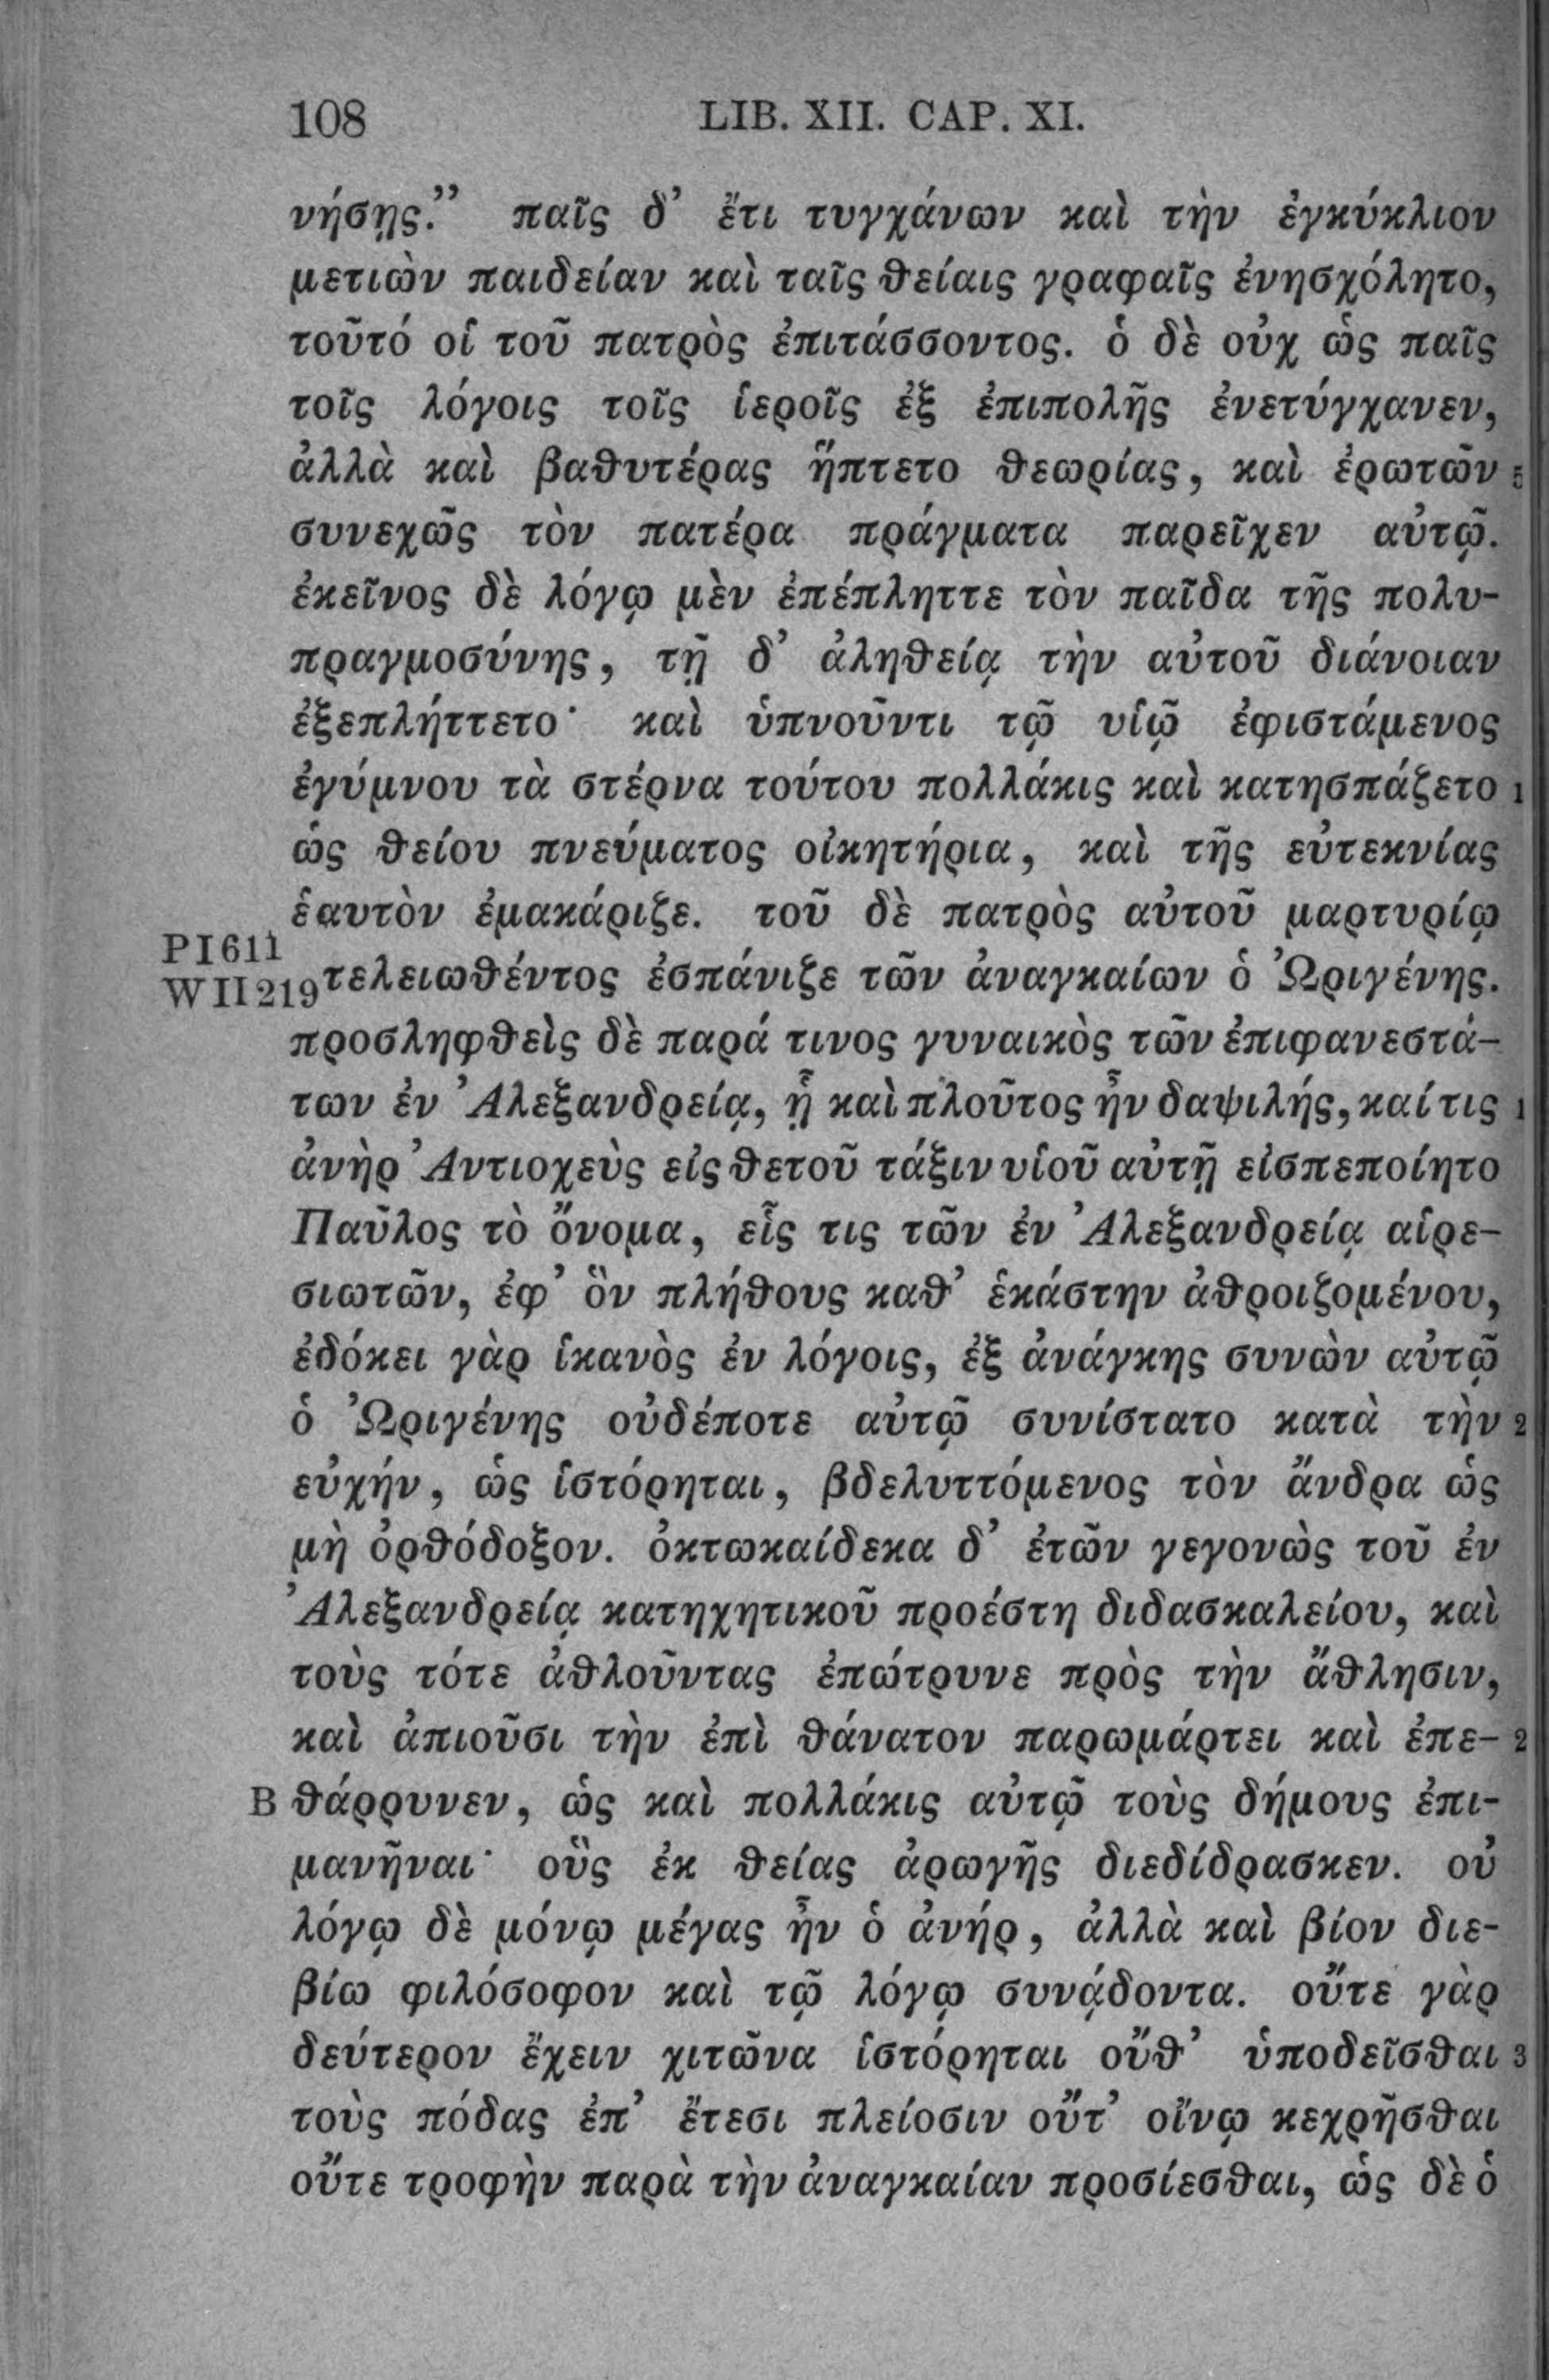 108 LIB. XII. CAP. XI.
νήσῃς.” παῖς δ’ ἔτι τυγχάνων καὶ τὴν ἐγκύκλιον
μετιὼν παιδείαν καὶ ταῖς θείαις γραφαῖς ἐνησχόλητο,
τοῦτό οἱ τοῦ πατρὸς ἐπιτάσσοντος. ὁ δὲ οὐχ ὡς παῖς
τοῖς λόγοις τοῖς ἱεροῖς ἐξ ἐπιπολῆς ἐνετύγχανεν,
ἀλλὰ καὶ βαθυτέρας ἥπτετο θεωρίας, καὶ ἐρωτῶν 5
συνεχῶς τὸν πατέρα πράγματα παρεῖχεν αὐτῷ.
ἐκεῖνος δὲ λόγῳ μὲν ἐπέπληττε τὸν παῖδα τῆς πολυ-
πραγμοσύνης, τῇ δ’ ἀληθείᾳ τὴν αὐτοῦ διάνοιαν
ἐξεπλήττετο· καὶ ὑπνοῦντι τῷ υἱῷ ἐφιστάμενος
ἐγύμνου τὰ στέρνα τούτου πολλάκις καὶ κατησπάζετο 1
ὡς θείου πνεύματος οἰκητήρια, καὶ τῆς εὐτεκνίας
ἑαυτὸν ἐμακάριζε. τοῦ δὲ πατρὸς αὐτοῦ μαρτυρίῳ
P I 611
W II 219 τελειωθέντος ἐσπάνιζε τῶν ἀναγκαίων ὁ Ὠριγένης.
προσληφθεὶς δὲ παρά τινος γυναικὸς τῶν ἐπιφανεστά-
των ἐν Ἀλεξανδρείᾳ, ᾗ καὶ πλοῦτος ἦν δαψιλής, καί τις 1
ἀνὴρ Ἀντιοχεὺς εἰς θετοῦ τάξιν υἱοῦ αὐτῇ εἰσπεποίητο
Παῦλος τὸ ὄνομα, εἷς τις τῶν ἐν Ἀλεξανδρείᾳ αἱρε-
σιωτῶν, ἐφ’ ὃν πλήθους καθ’ ἑκάστην ἀθροιζομένου,
ἐδόκει γὰρ ἱκανὸς ἐν λόγοις, ἐξ ἀνάγκης συνὼν αὐτῷ
ὁ Ὠριγένης οὐδέποτε αὐτῷ συνίστατο κατὰ τὴν 2
εὐχήν, ὡς ἱστόρηται, βδελυττόμενος τὸν ἄνδρα ὡς
μὴ ὀρθόδοξον. ὀκτωκαίδεκα δ’ ἐτῶν γεγονὼς τοῦ ἐν
Ἀλεξανδρείᾳ κατηχητικοῦ προέστη διδασκαλείου, καὶ
τοὺς τότε ἀθλοῦντας ἐπώτρυνε πρὸς τὴν ἄθλησιν,
καὶ ἀπιοῦσι τὴν ἐπὶ θάνατον παρωμάρτει καὶ ἐπε- 2
B θάρρυνεν, ὡς καὶ πολλάκις αὐτῷ τοὺς δήμους ἐπι-
μανῆναι· οὓς ἐκ θείας ἀρωγῆς διεδίδρασκεν. οὐ
λόγῳ δὲ μόνῳ μέγας ἦν ὁ ἀνήρ, ἀλλὰ καὶ βίον διε-
βίω φιλόσοφον καὶ τῷ λόγῳ συνᾴδοντα. οὔτε γὰρ
δεύτερον ἔχειν χιτῶνα ἱστόρηται οὔθ’ ὑποδεῖσθαι 3
τοὺς πόδας ἐπ’ ἔτεσι πλείοσιν οὔτ’ οἴνῳ κεχρῆσθαι
οὔτε τροφὴν παρὰ τὴν ἀναγκαίαν προσίεσθαι, ὡς δὲ ὁ